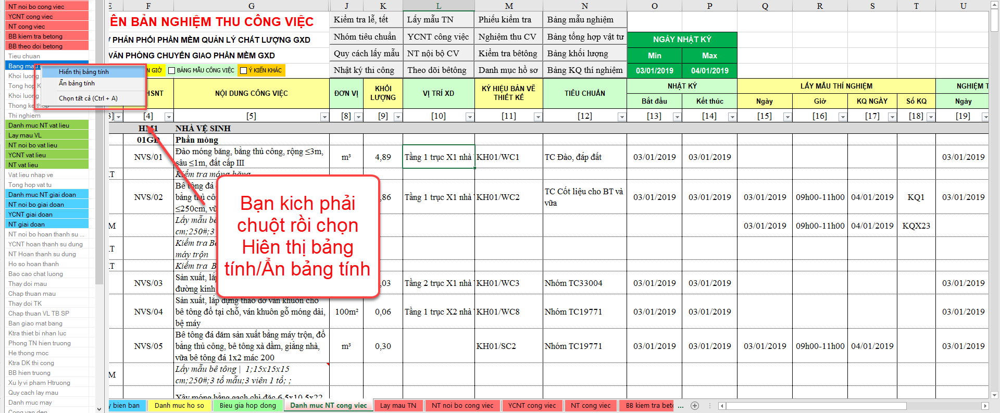 NT noi bo cong viec
YCNT cong viec
NT cong viec
BB kiem tra betong
BB theo doi betong
Tieu chuan
Bang mau
Khoi luong
Tong hop K
Khoi luong
Thong ke thep
Thi nghiem
Danh muc NT vat lieu
Lay mau VL
NT noi bo vat lieu
YCNT vat lieu
NT vat lieu
Vat lieu nhap ve
Tong hop vat tu
Danh muc NT giai doan
NT noi bo giai doan
YCNT giai doan
NT giai doan
NT noi bo hoan thanh su ...
YCNT hoan thanh su dung
NT Hoan thanh su dung
Ho so hoan thanh
Bao cao chat luong
Thay doi mau
Chap thuan mau
Thay doi TK
Chap thuan VL TB SP
Ban giao mat bang
Ktra thiet bi nhan luc
Phong TN hien truong
He thong moc
Ktra DK thi cong
BB hien truong
Xu ly vi pham Htruong
Quy cach lay mau
Danh muc may
Cong van den
Hiển thị bảng tính
Ẩn bảng tính
Chọn tất cả (Ctrl + A)
E F G J K L M N O P Q R S T U
ÊN BẢN NGHIỆM THU CÔNG VIỆC
PHÂN PHỐI PHẦN MỀM QUẢN LÝ CHẤT LƯỢNG GXD
VĂN PHÒNG CHUYỂN GIAO PHẦN MỀM GXD
N GIỜ BẢNG MẪU CÔNG VIỆC Ý KIẾN KHÁC
Kiểm tra lễ, tết Lấy mẫu TN Phiếu kiểm tra Bảng mẫu nghiệm
Nhóm tiêu chuẩn YCNT công việc Nghiệm thu CV Bảng tổng hợp vật tư
Quy cách lấy mẫu NT nội bộ CV Kiểm tra bêtông Bảng khối lượng
Nhật ký thi công Theo dõi bêtông Danh mục hồ sơ Bảng KQ thí nghiệm
NGÀY NHẬT KÝ
Min Max
03/01/2019 04/01/2019
HSNT NỘI DUNG CÔNG VIỆC ĐƠN VỊ KHỐI LƯỢNG VỊ TRÍ XD KÝ HIỆU BẢN VẼ THIẾT KẾ TIÊU CHUẨN NHẬT KÝ LẤY MẪU THÍ NGHIỆM NGHIỆM T
Bắt đầu Kết thúc Ngày Giờ KQ NGÀY Số KQ Ngày
3] [4] [5] [8] [9] [10] [11] [12] [13] [14] [15] [16] [17] [18] [19]
HM1 NHÀ VỆ SINH
01GD Phần móng
NVS/01 Đào móng băng, bằng thủ công, rộng ≤3m, m³ 4,89 Tầng 1 trục X1 nhà KH01/WC1 TC Đào, đắp đất 03/01/2019 03/01/2019 03/01/2019
sâu ≤1m, đất cấp III
KT Kiểm tra móng băng
Bê tông đá
NVS/02 bằng thủ côn ,86 Tầng 1 trục X1 nhà KH01/WC2 TC Cốt liệu cho BT và vữa 03/01/2019 03/01/2019 03/01/2019 09h00-11h00 04/01/2019 KQ1 03/01/2019
≤250cm, vữ
M Lấy mẫu bê 03/01/2019 09h00-11h00 04/01/2019 KQX23
cm;250#;3
KT Kiểm tra Bê
máy trộn
KT Kiểm tra B
NVS/03 Sản xuất, lắp ,03 Tầng 2 trục X1 nhà KH01/WC3 Nhóm TC33004 03/01/2019 03/01/2019 03/01/2019
đường kính
Sản xuất, lắp dựng tháo dỡ ván khuôn cho
NVS/04 bê tông đổ tại chỗ, ván khuôn gỗ móng dài, 100m² 0,06 Tầng 1 trục X2 nhà KH01/WC8 Nhóm TC19771 03/01/2019 03/01/2019 03/01/2019
bệ máy
Bê tông đá dăm sản xuất bằng máy trộn, đổ
NVS/05 bằng thủ công, bê tông xà dầm, giằng nhà, m³ 0,30 KH01/SC2 Nhóm TC19771 03/01/2019 03/01/2019 03/01/2019 09h00-11h00 04/01/2019 03/01/2019
vữa bê tông đá 1x2 mác 200
M Lấy mẫu bê tông | 1;15x15x15
cm;250#;3 tổ mẫu;3 viên 1 tổ; ;
Xây móng bằng gạch chỉ đặc 6,5x10,5x22
Bạn kich phải
chuột rồi chọn
Hiên thị bảng
tính/Ẩn bảng tính
y bien ban Danh muc ho so Bieu gia hop dong Danh muc NT cong viec Lay mau TN NT noi bo cong viec YCNT cong viec NT cong viec BB kiem tra beto ...